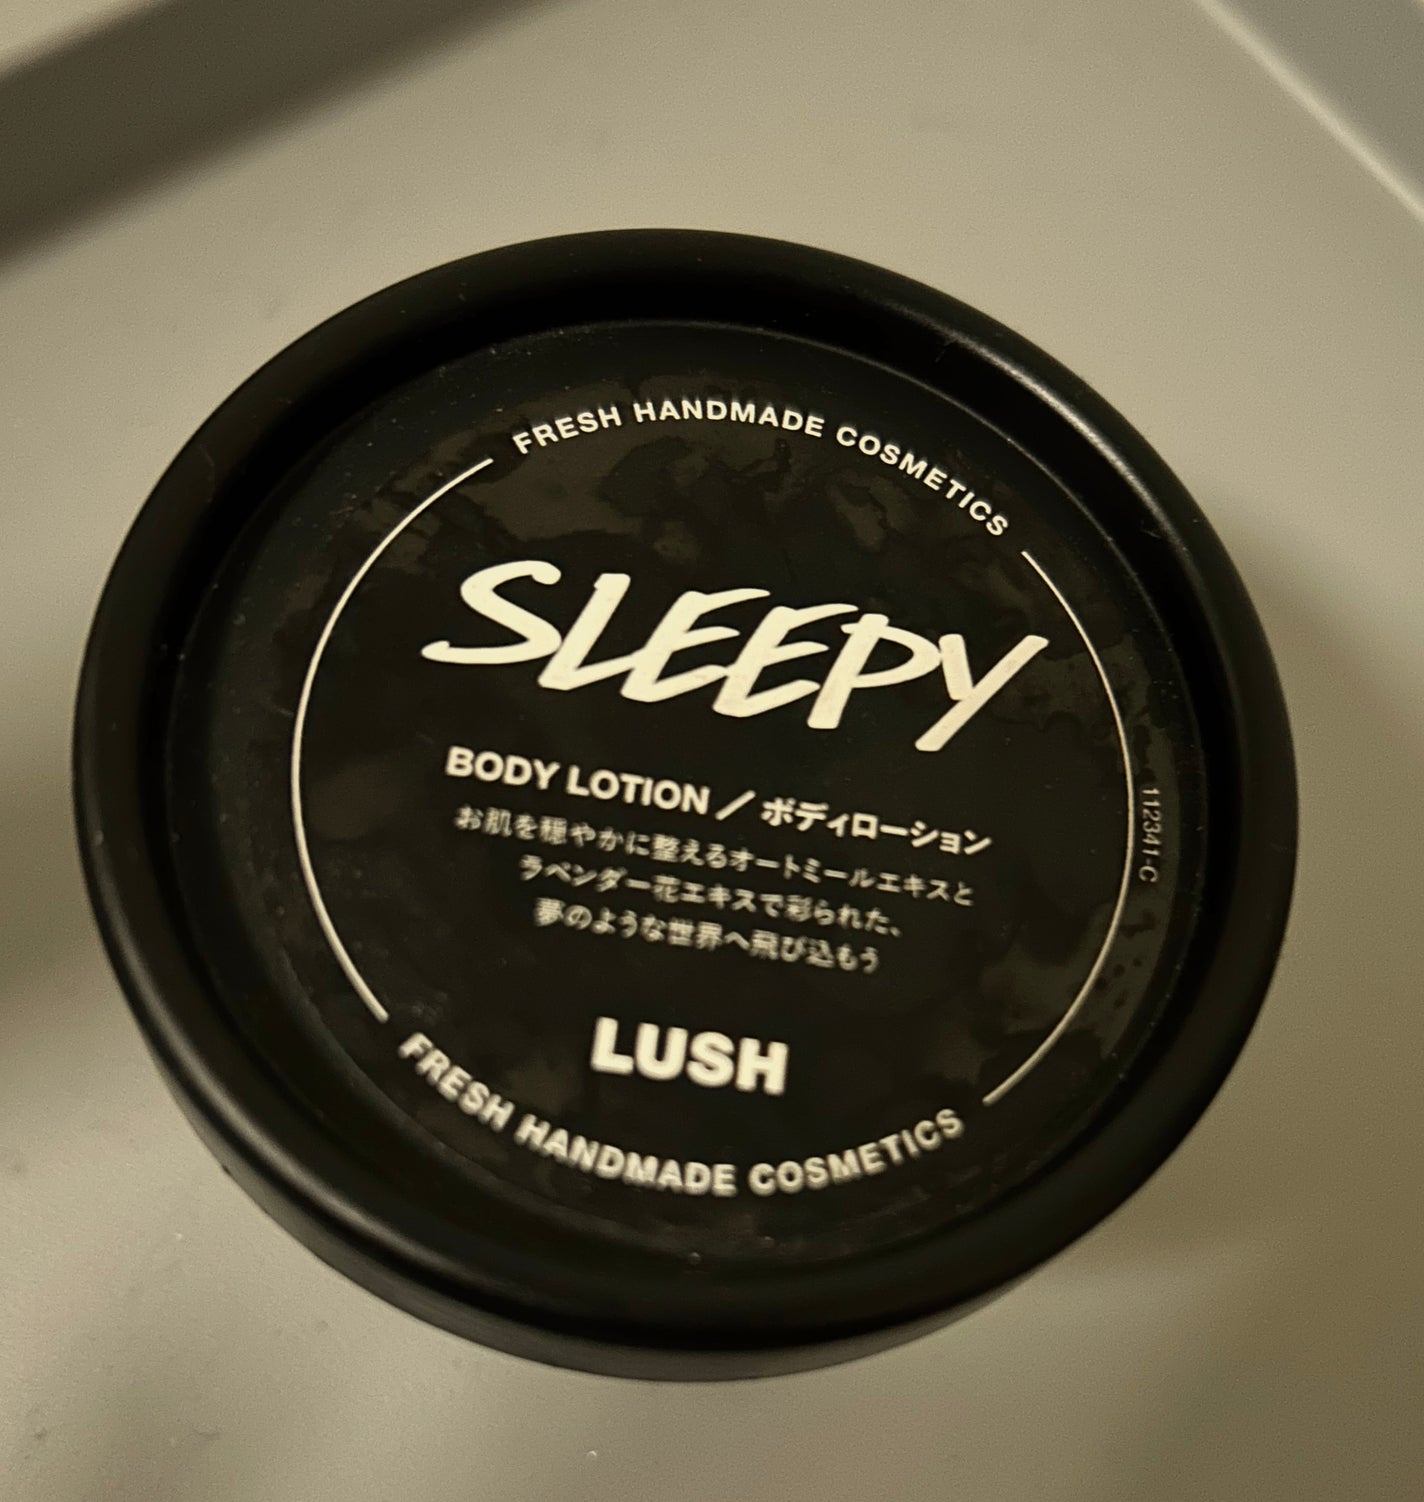 FRESH HANDMADE COSMETICS
SLEEPY
BODY LOTION／ボディローション
お肌を穏やかに整えるオートミールエキスと
ラベンダー花エキスで彩られた、
夢のような世界へ飛び込もう
112341-C
LUSH
FRESH HANDMADE COSMETICS